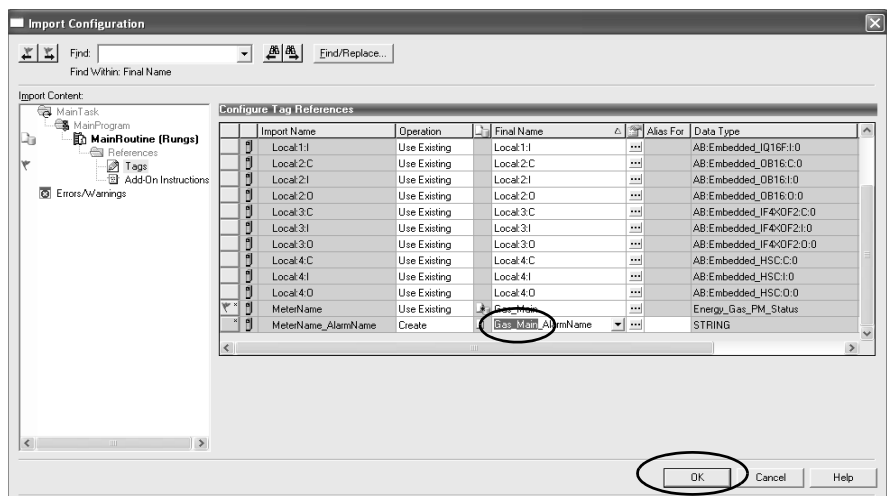 Import Configuration
Find:
Find/Replace...
Find Within: Final Name
Import Content:
MainTask
MainProgram
MainRoutine (Rungs)
References
Tags
Add-On Instructions
Errors/Warnings
Configure Tag References
Import Name Operation Final Name Alias For Data Type
Local:1:I Use Existing Local:1:I ... AB:Embedded_IQ16F:I:0
Local:2:C Use Existing Local:2:C ... AB:Embedded_OB16:C:0
Local:2:I Use Existing Local:2:I ... AB:Embedded_OB16:I:0
Local:2:O Use Existing Local:2:O ... AB:Embedded_OB16:O:0
Local:3:C Use Existing Local:3:C ... AB:Embedded_IF4XOF2:C:0
Local:3:I Use Existing Local:3:I ... AB:Embedded_IF4XOF2:I:0
Local:3:O Use Existing Local:3:O ... AB:Embedded_IF4XOF2:O:0
Local:4:C Use Existing Local:4:C ... AB:Embedded_HSC:C:0
Local:4:I Use Existing Local:4:I ... AB:Embedded_HSC:I:0
Local:4:O Use Existing Local:4:O ... AB:Embedded_HSC:O:0
MeterName Use Existing Gas_Main ... Energy_Gas_PM_Status
MeterName_AlarmName Create Gas_Main_AlarmName ... STRING
OK Cancel Help